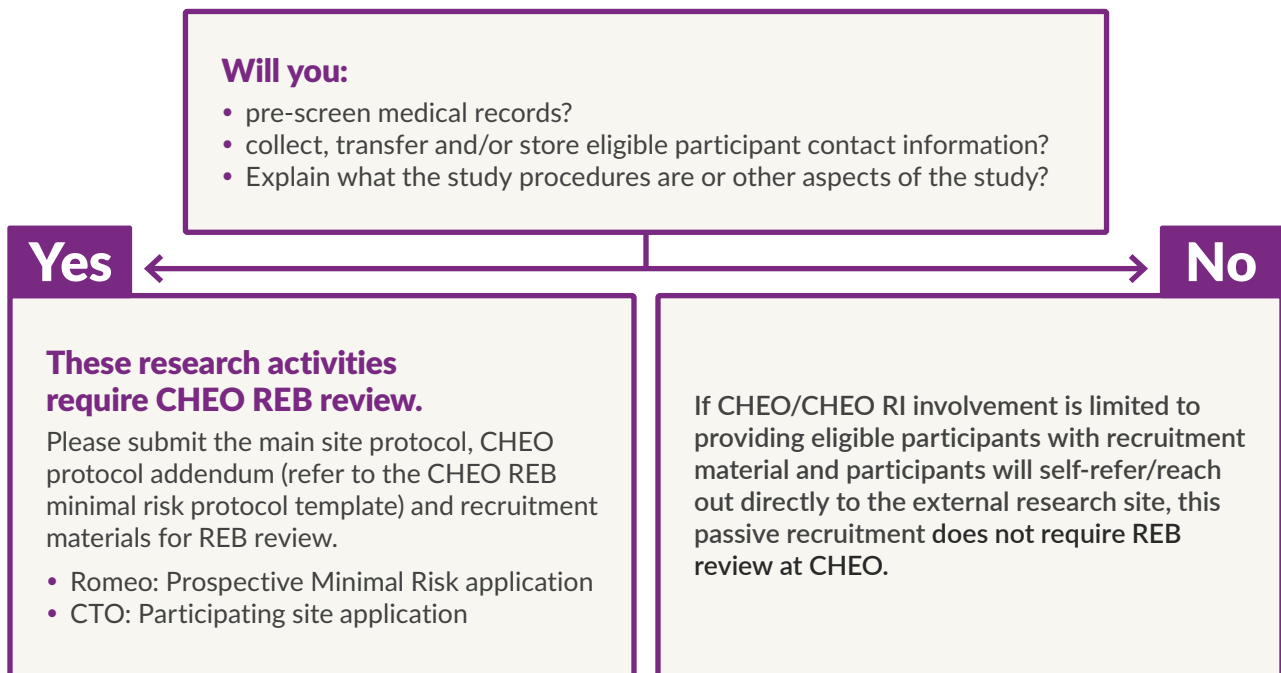 Will you:
• pre-screen medical records?
• collect, transfer and/or store eligible participant contact information?
• Explain what the study procedures are or other aspects of the study?
Yes
No
These research activities
require CHEO REB review.
Please submit the main site protocol, CHEO
protocol addendum (refer to the CHEO REB
minimal risk protocol template) and recruitment
materials for REB review.
• Romeo: Prospective Minimal Risk application
• CTO: Participating site application
If CHEO/CHEO RI involvement is limited to
providing eligible participants with recruitment
material and participants will self-refer/reach
out directly to the external research site, this
passive recruitment does not require REB
review at CHEO.